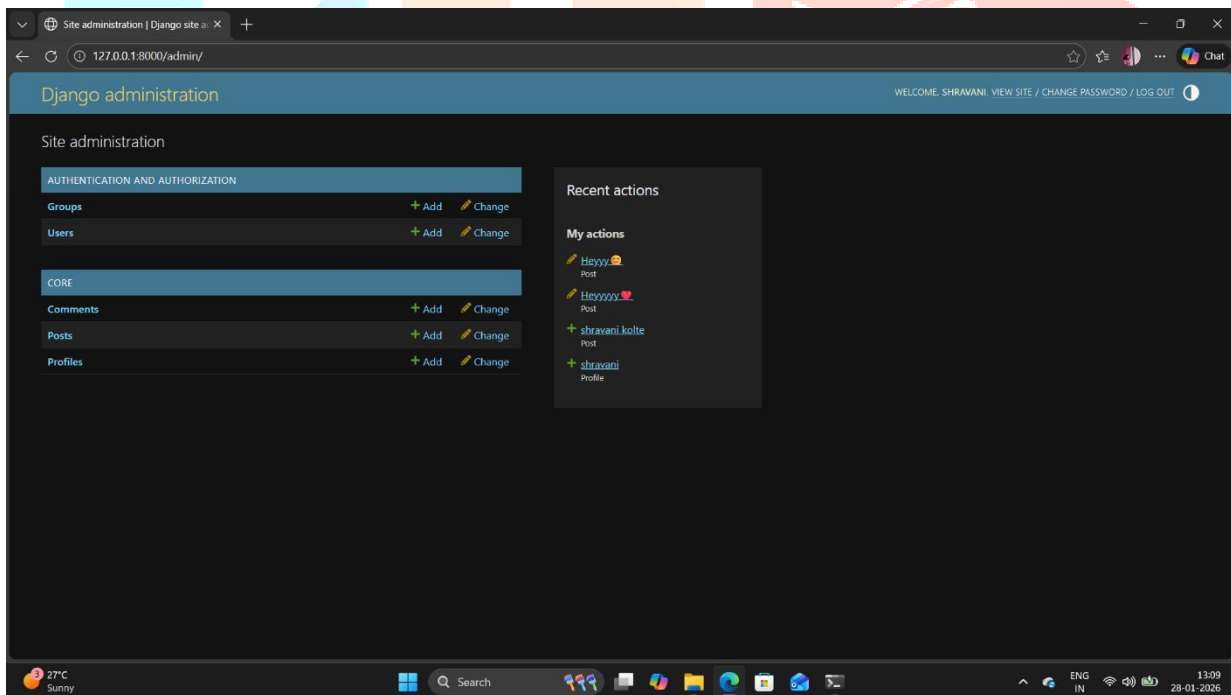 Site administration | Django site ac
127.0.0.1:8000/admin/
Chat
Django administration
WELCOME, SHRAVANI. VIEW SITE / CHANGE PASSWORD / LOG OUT
Site administration
AUTHENTICATION AND AUTHORIZATION
Groups + Add Change
Users + Add Change
CORE
Comments + Add Change
Posts + Add Change
Profiles + Add Change
Recent actions
My actions
Heyyy😊
Post
Heyyyyy❤️
Post
+ shravani kolte
Post
+ shravani
Profile
3
27°C
Sunny
Search
ENG
IN
13:09
28-01-2026